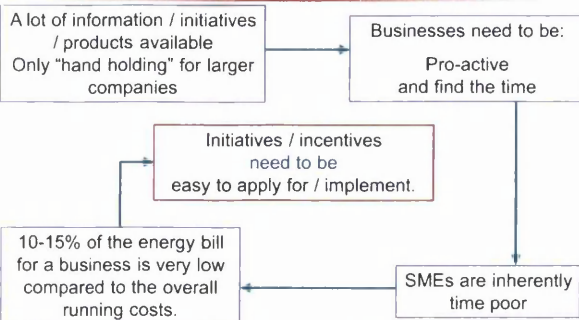 A lot of information / initiatives
/ products available
Only "hand holding" for larger
companies
Businesses need to be:
Pro-active
and find the time
Initiatives / incentives
need to be
easy to apply for / implement.
10-15% of the energy bill
for a business is very low
compared to the overall
running costs.
SMEs are inherently
time poor